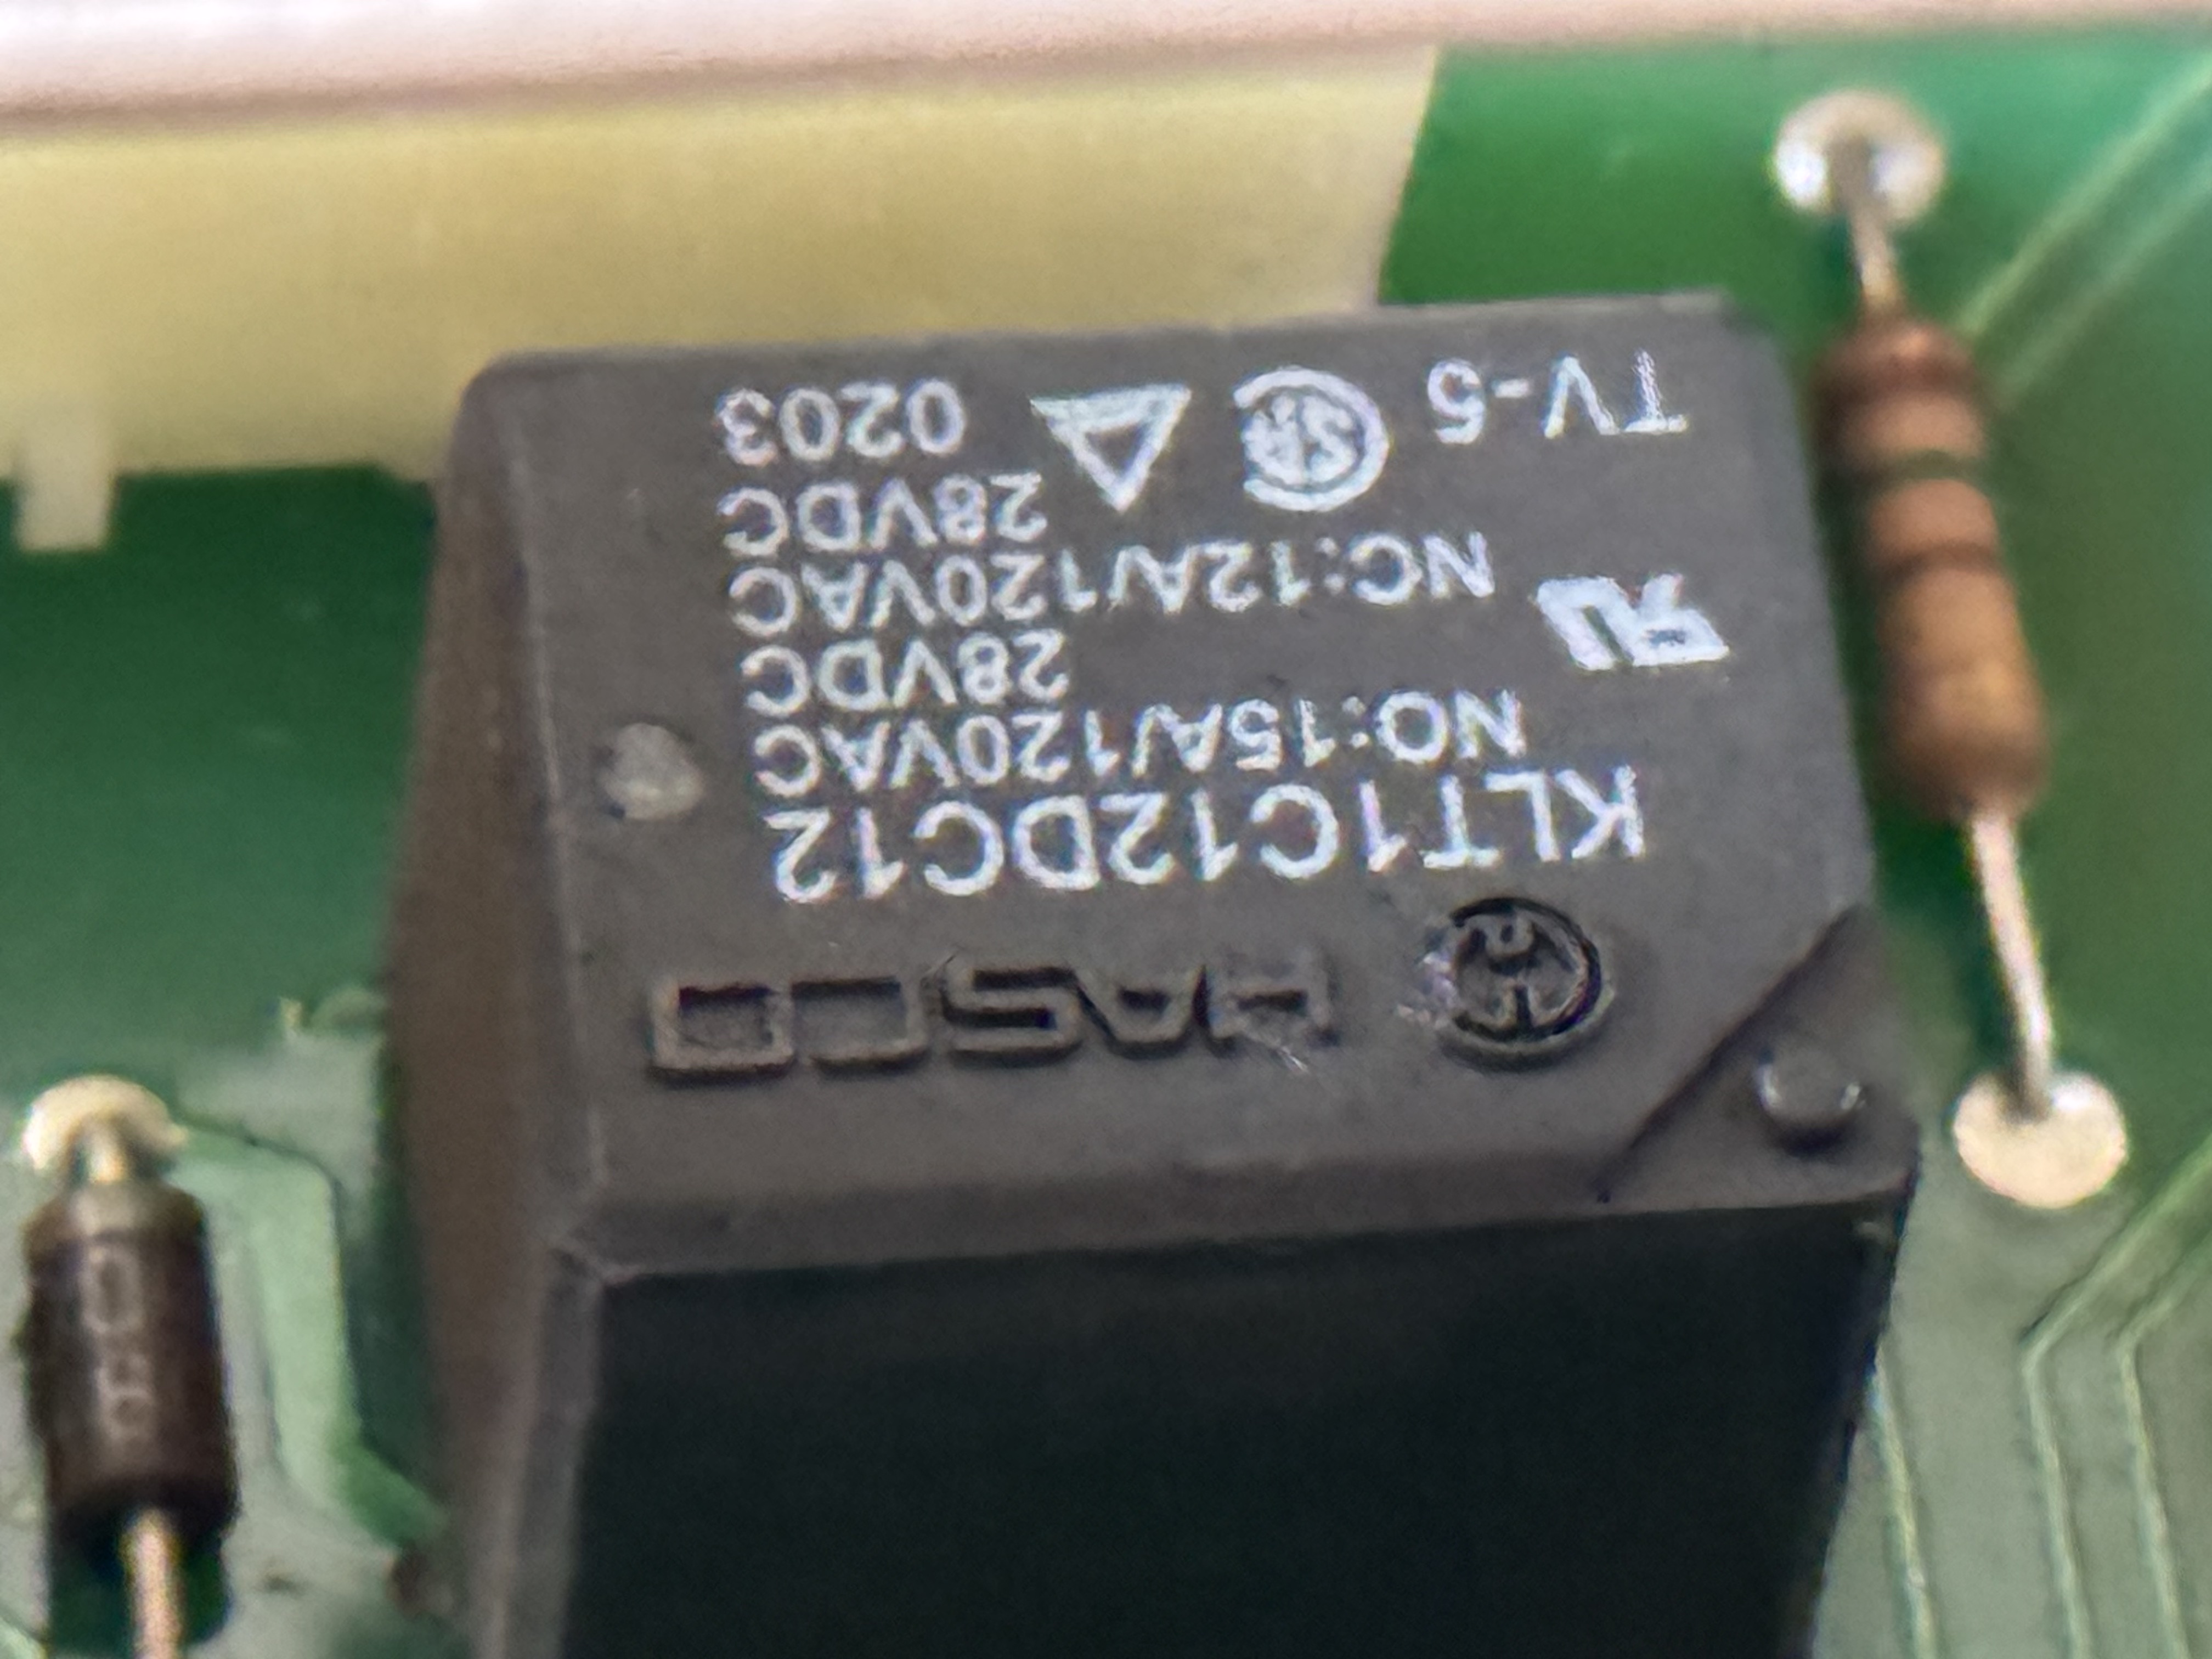 HASCO
KLT1C12DC12
NO:15A/120VAC
28VDC
NC:12A/120VAC
28VDC
TV-5 0203